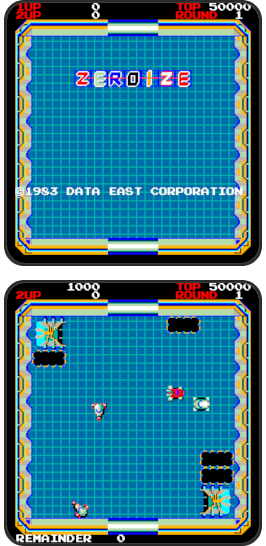 1UP 0 TOP 50000
2UP 0 ROUND 1
ZEROIZE
©1983 DATA EAST CORPORATION
1000 TOP 50000
2UP 0 ROUND 1
REMAINDER 0